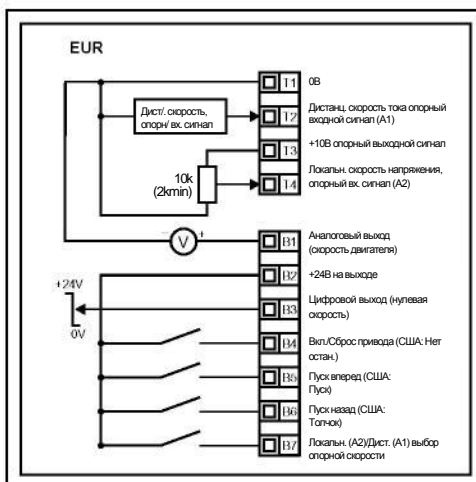 EUR
T1
0В
Дист/. скорость,
опорн/ вх. сигнал
T2
Дистанц. скорость тока опорный
входной сигнал (A1)
T3
+10В опорный выходной сигнал
10k
(2kmin)
T4
Локальн. скорость напряжения,
опорный вх. сигнал (A2)
− V +
B1
Аналоговый выход
(скорость двигателя)
B2
+24В на выходе
+24V
0V
B3
Цифровой выход (нулевая
скорость)
B4
Вкл/Сброс привода (США: Нет
остан.)
B5
Пуск вперед (США:
Пуск)
B6
Пуск назад (США:
Толчок)
B7
Локальн. (A2)/Дист. (A1) выбор
опорной скорости